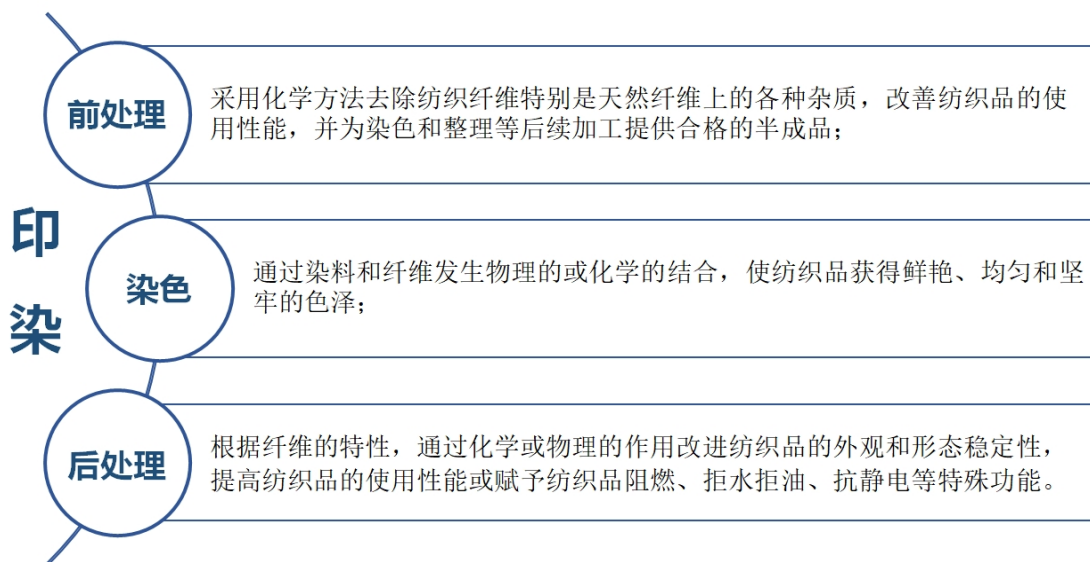 印
染
前处理
采用化学方法去除纺织纤维特别是天然纤维上的各种杂质，改善纺织品的使
用性能，并为染色和整理等后续加工提供合格的半成品；
染色
通过染料和纤维发生物理的或化学的结合，使纺织品获得鲜艳、均匀和坚
牢的色泽；
后处理
根据纤维的特性，通过化学或物理的作用改进纺织品的外观和形态稳定性，
提高纺织品的使用性能或赋予纺织品阻燃、拒水拒油、抗静电等特殊功能。